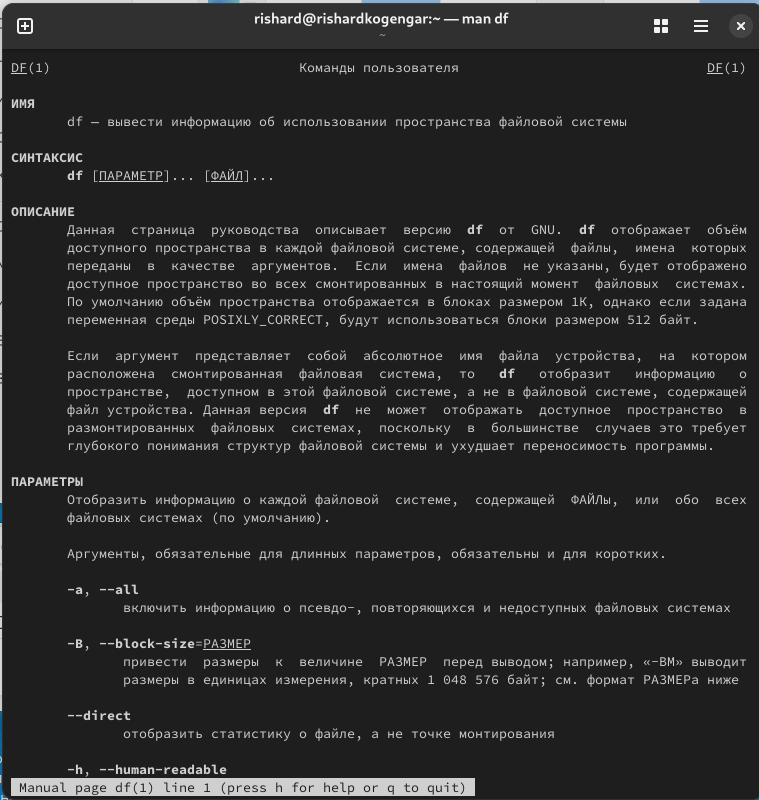 rishard@rishardkogengar:~ — man df
~
DF(1) Команды пользователя DF(1)
ИМЯ
df — вывести информацию об использовании пространства файловой системы
СИНТАКСИС
df [ПАРАМЕТР]... [ФАЙЛ]...
ОПИСАНИЕ
Данная страница руководства описывает версию df от GNU. df отображает объём
доступного пространства в каждой файловой системе, содержащей файлы, имена которых
переданы в качестве аргументов. Если имена файлов не указаны, будет отображено
доступное пространство во всех смонтированных в настоящий момент файловых системах.
По умолчанию объём пространства отображается в блоках размером 1K, однако если задана
переменная среды POSIXLY_CORRECT, будут использоваться блоки размером 512 байт.
Если аргумент представляет собой абсолютное имя файла устройства, на котором
расположена смонтированная файловая система, то df отобразит информацию о
пространстве, доступном в этой файловой системе, а не в файловой системе, содержащей
файл устройства. Данная версия df не может отображать доступное пространство в
размонтированных файловых системах, поскольку в большинстве случаев это требует
глубокого понимания структур файловой системы и ухудшает переносимость программы.
ПАРАМЕТРЫ
Отобразить информацию о каждой файловой системе, содержащей ФАЙЛы, или обо всех
файловых системах (по умолчанию).
Аргументы, обязательные для длинных параметров, обязательны и для коротких.
-a, --all
включить информацию о псевдо-, повторяющихся и недоступных файловых системах
-B, --block-size=РАЗМЕР
привести размеры к величине РАЗМЕР перед выводом; например, «-BM» выводит
размеры в единицах измерения, кратных 1 048 576 байт; см. формат РАЗМЕРа ниже
--direct
отобразить статистику о файле, а не точке монтирования
-h, --human-readable
Manual page df(1) line 1 (press h for help or q to quit)